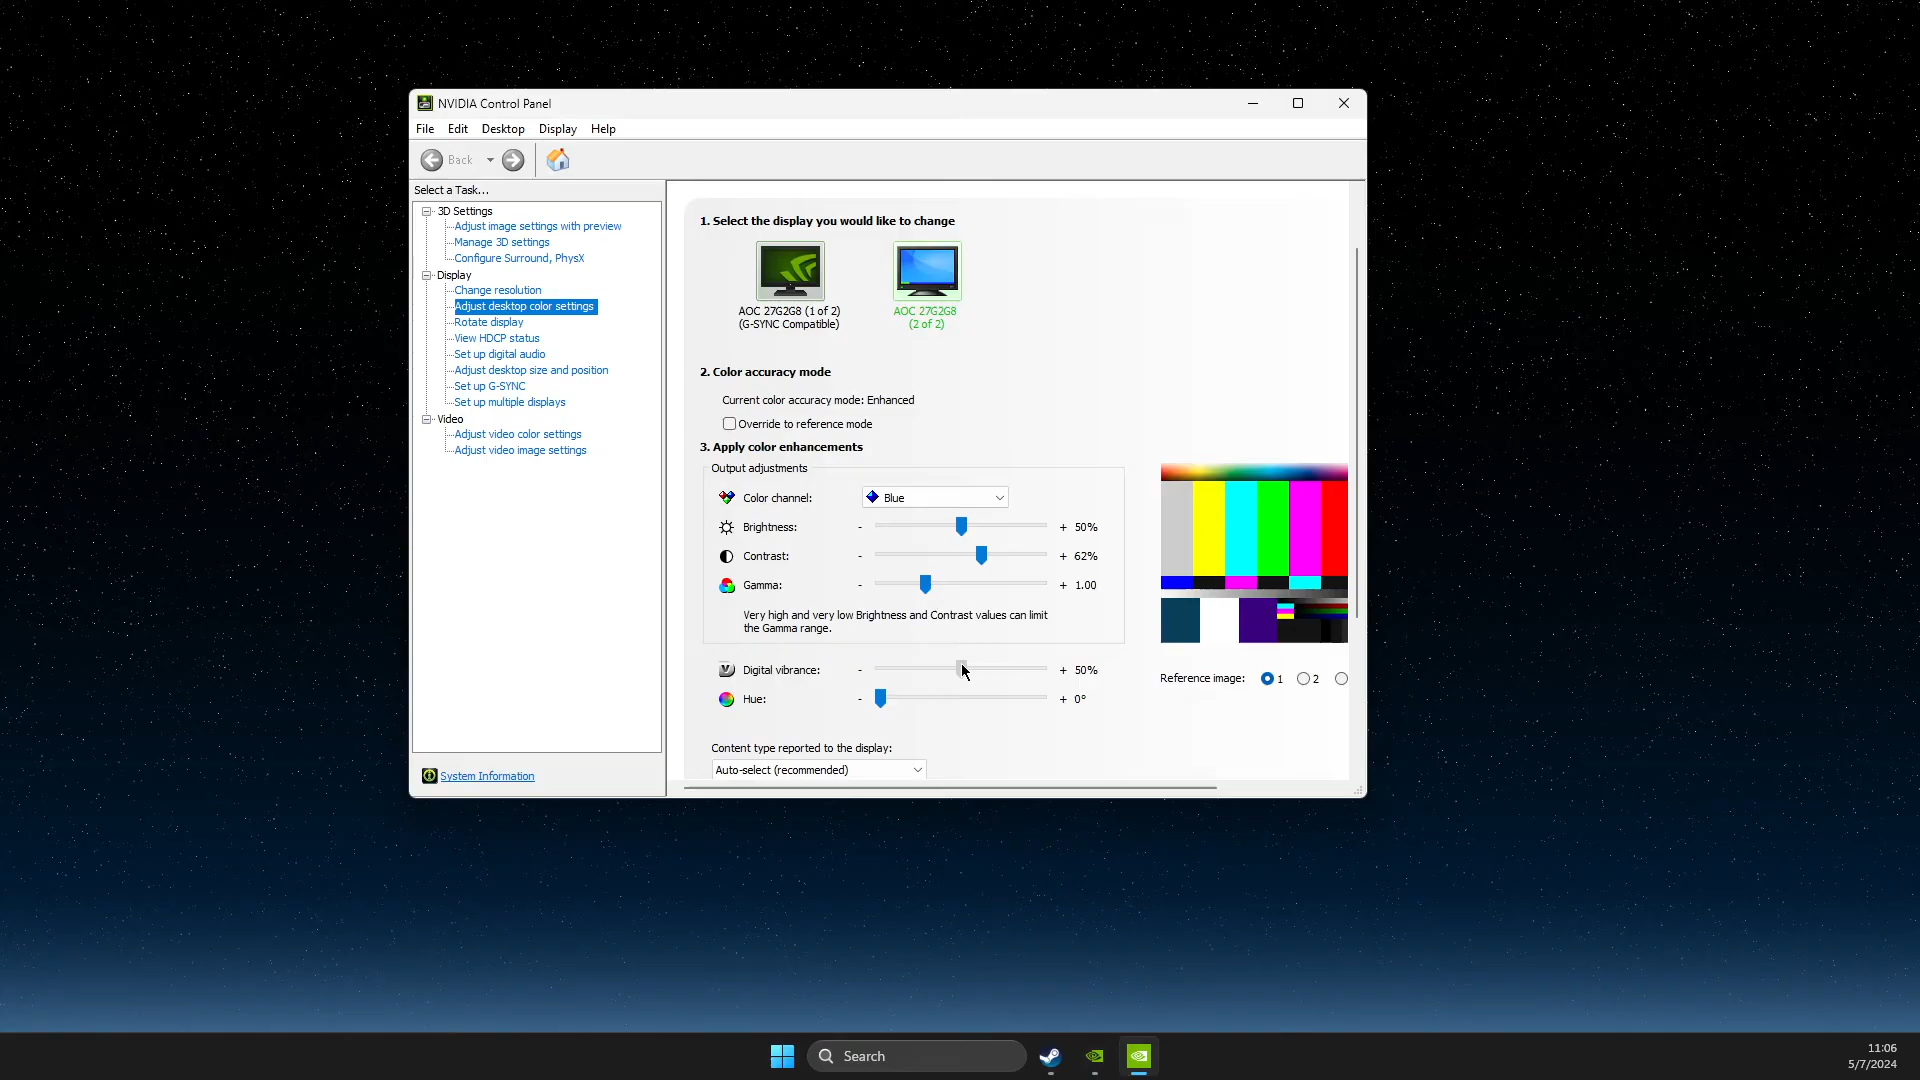 NVIDIA Control Panel
File Edit Desktop Display Help
Back
Select a Task...
3D Settings
Adjust image settings with preview
Manage 3D settings
Configure Surround, PhysX
Display
Change resolution
Adjust desktop color settings
Rotate display
View HDCP status
Set up digital audio
Adjust desktop size and position
Set up G-SYNC
Set up multiple displays
Video
Adjust video color settings
Adjust video image settings
System Information
1. Select the display you would like to change
AOC 27G2G8 (1 of 2)
(G-SYNC Compatible)
AOC 27G2G8
(2 of 2)
2. Color accuracy mode
Current color accuracy mode: Enhanced
Override to reference mode
3. Apply color enhancements
Output adjustments
Color channel: Blue
Brightness: - + 50%
Contrast: - + 62%
Gamma: - + 1.00
Very high and very low Brightness and Contrast values can limit
the Gamma range.
Digital vibrance: - + 50%
Hue: - + 0°
Reference image: 1 2
Content type reported to the display:
Auto-select (recommended)
Search
11:06
5/7/2024